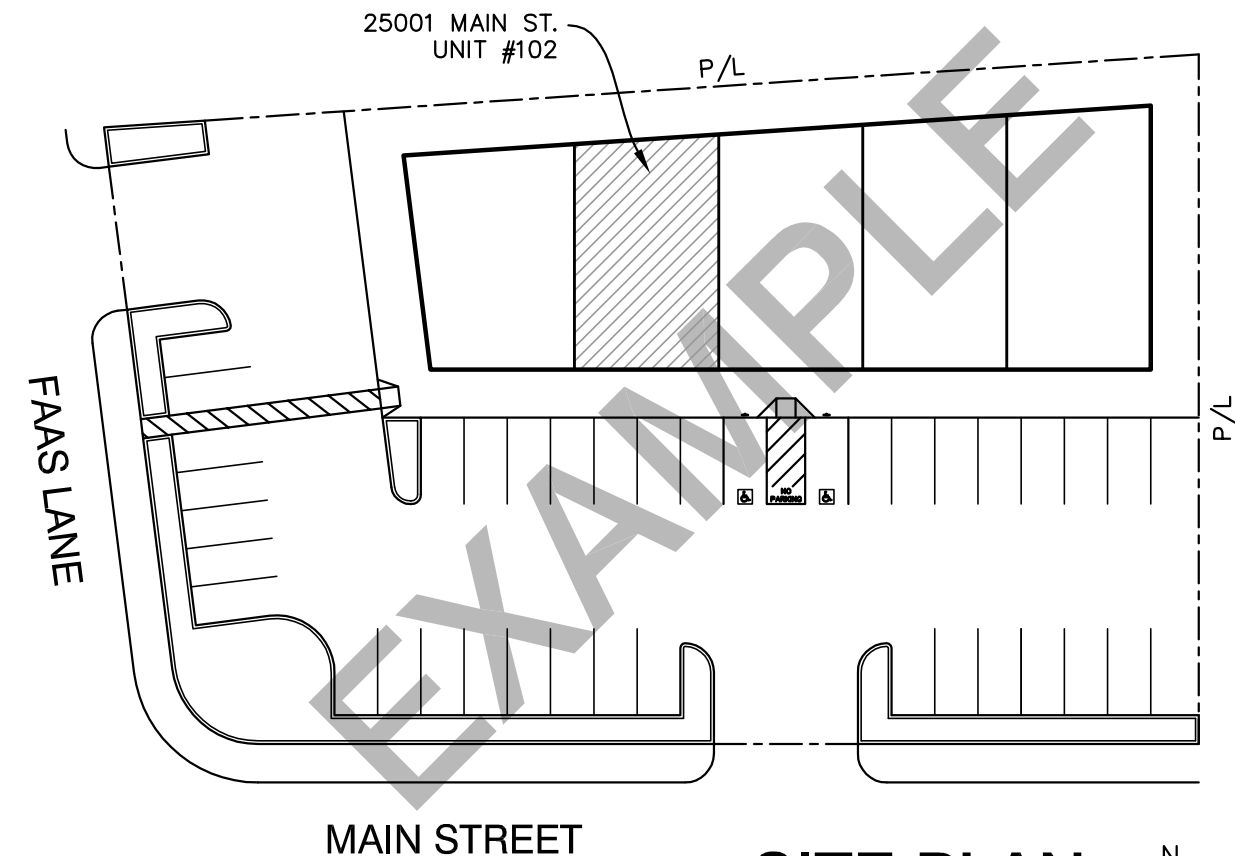 25001 MAIN ST.
UNIT #102
P/L
EXAMPLE
FAAS LANE
P/L
NO
PARKING
MAIN STREET
SITE PLAN
N